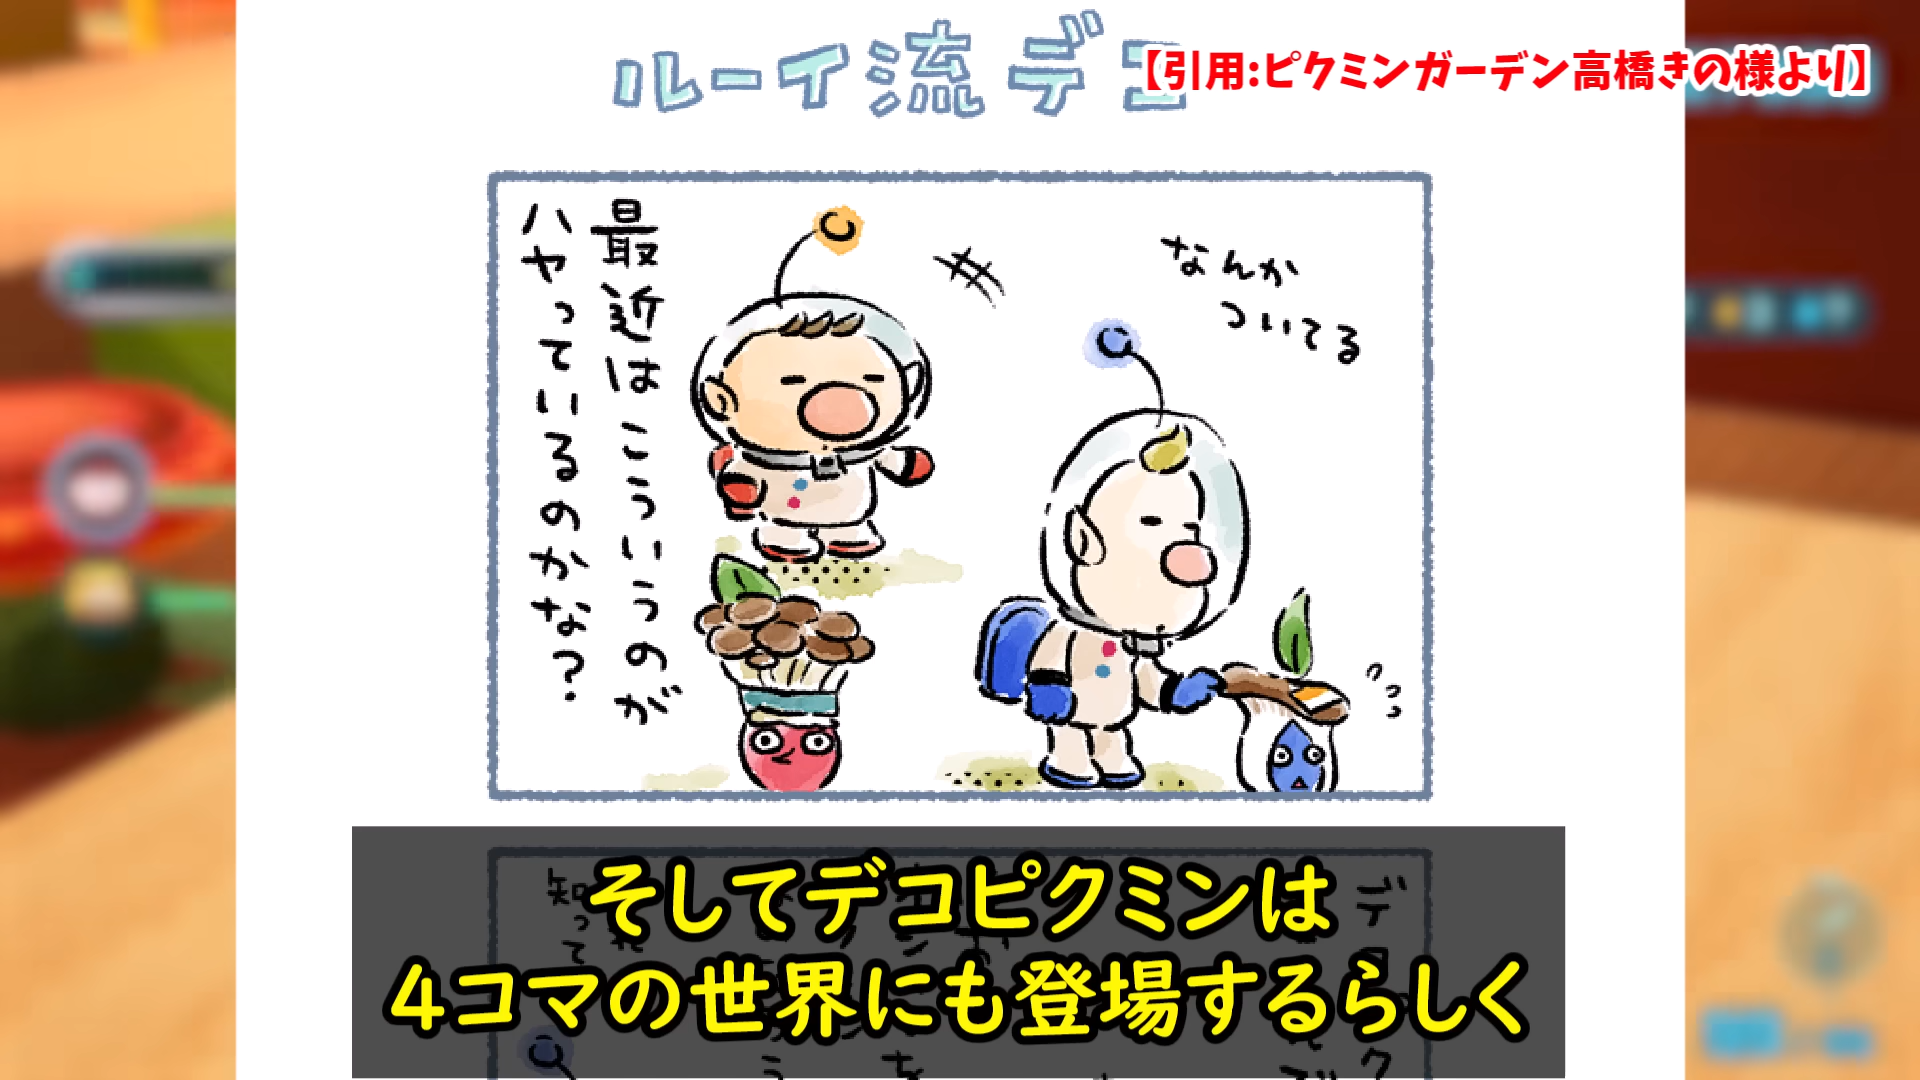 ルーイ流デコ
【引用:ピクミンガーデン高橋きの様より】
なんか
ついてる
最近はこういうのが
ハヤっているのかな?
そしてデコピクミンは
4コマの世界にも登場するらしく